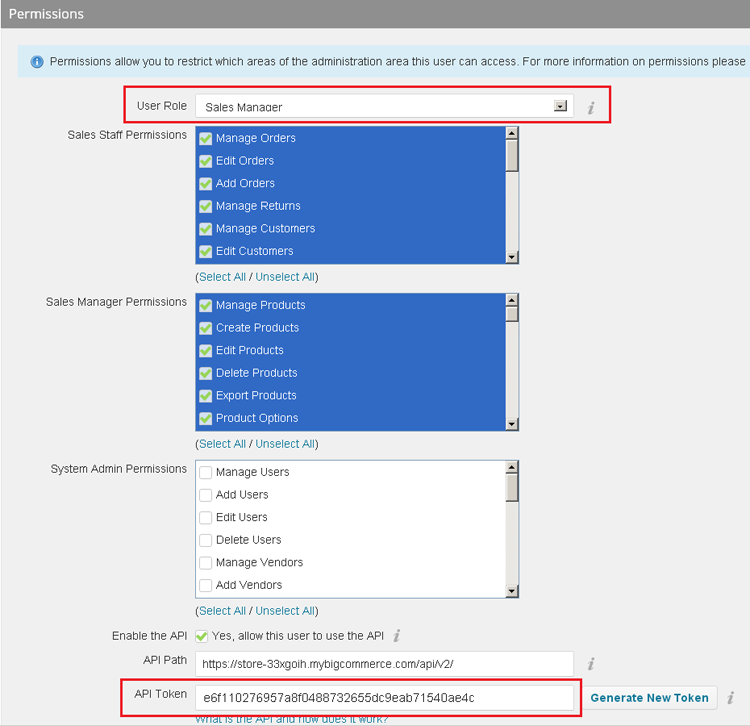 Permissions
Permissions allow you to restrict which areas of the administration area this user can access. For more information on permissions please
User Role Sales Manager
Sales Staff Permissions
Manage Orders
Edit Orders
Add Orders
Manage Returns
Manage Customers
Edit Customers
(Select All / Unselect All)
Sales Manager Permissions
Manage Products
Create Products
Edit Products
Delete Products
Export Products
Product Options
(Select All / Unselect All)
System Admin Permissions
Manage Users
Add Users
Edit Users
Delete Users
Manage Vendors
Add Vendors
(Select All / Unselect All)
Enable the API Yes, allow this user to use the API
API Path https://store-33xgoih.mybigcommerce.com/api/v2/
API Token e6f110276957a8f0488732655dc9eab71540ae4c Generate New Token
What is the API and how does it work?